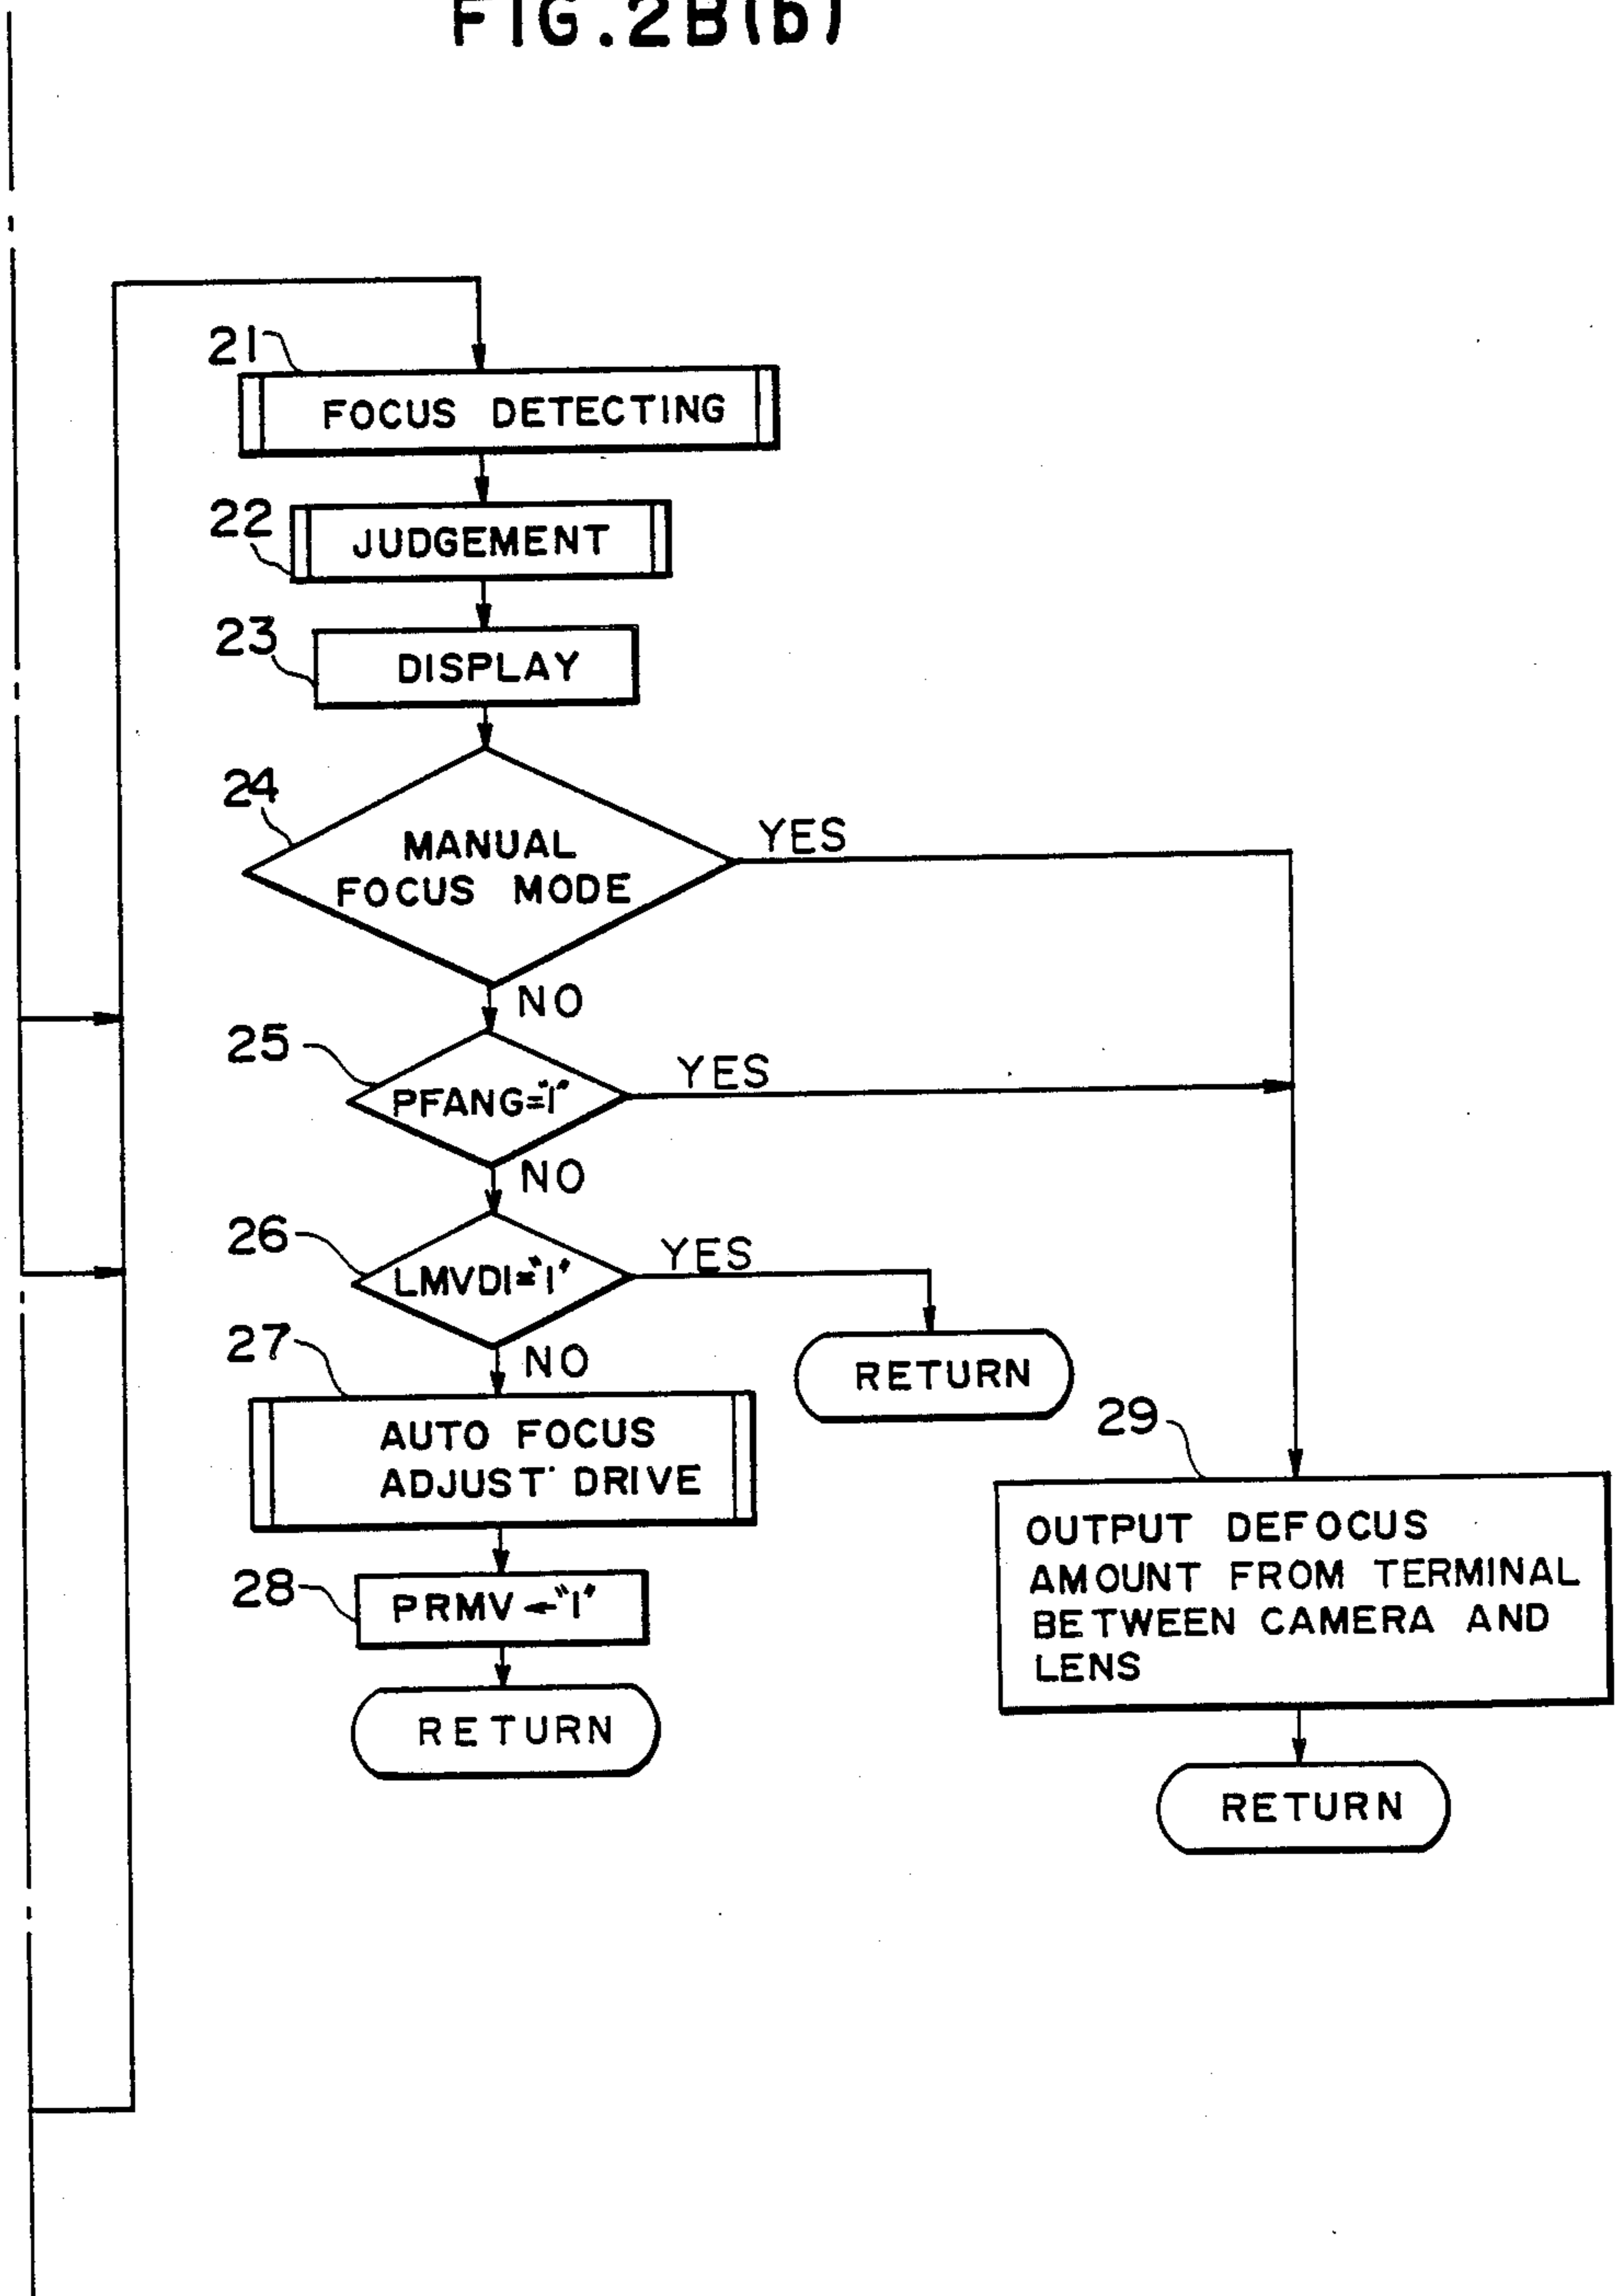 FIG.2B(b)
21
FOCUS DETECTING
22
JUDGEMENT
23
DISPLAY
24
MANUAL
FOCUS MODE
YES
NO
25
PFANG="1"
YES
NO
26
LMVDI="1"
YES
RETURN
NO
27
AUTO FOCUS
ADJUST DRIVE
28
PRMV←"1"
RETURN
29
OUTPUT DEFOCUS
AMOUNT FROM TERMINAL
BETWEEN CAMERA AND
LENS
RETURN